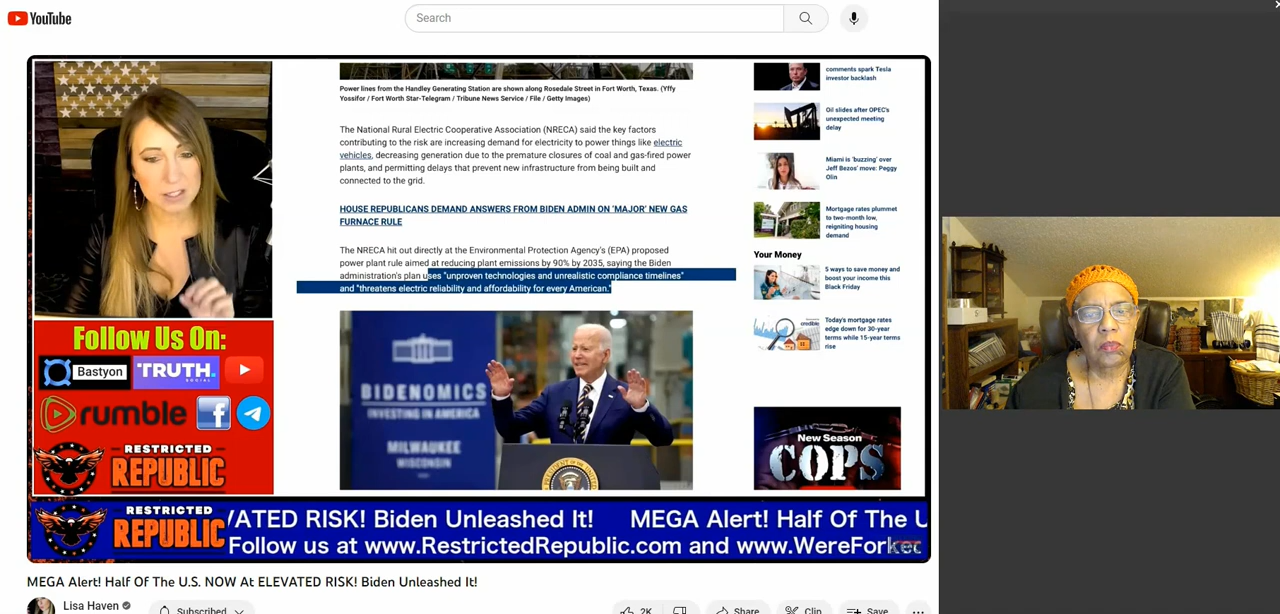 YouTube
Search
Power lines from the Handley Generating Station are shown along Rosedale Street in Fort Worth, Texas. (Yffy
Yossifor / Fort Worth Star-Telegram / Tribune News Service / File / Getty Images)
The National Rural Electric Cooperative Association (NRECA) said the key factors
contributing to the risk are increasing demand for electricity to power things like electric
vehicles, decreasing generation due to the premature closures of coal and gas-fired power
plants, and permitting delays that prevent new infrastructure from being built and
connected to the grid.
HOUSE REPUBLICANS DEMAND ANSWERS FROM BIDEN ADMIN ON 'MAJOR' NEW GAS
FURNACE RULE
The NRECA hit out directly at the Environmental Protection Agency's (EPA) proposed
power plant rule aimed at reducing plant emissions by 90% by 2035, saying the Biden
administration's plan uses "unproven technologies and unrealistic compliance timelines"
and "threatens electric reliability and affordability for every American."
BIDENOMICS
INVESTING IN AMERICA
MILWAUKEE
WISCONSIN
comments spark Tesla
investor backlash
Oil slides after OPEC's
unexpected meeting
delay
Miami is 'buzzing' over
Jeff Bezos' move: Peggy
Olin
Mortgage rates plummet
to two-month low,
reigniting housing
demand
Your Money
5 ways to save money and
boost your income this
Black Friday
credible
Today's mortgage rates
edge down for 30-year
terms while 15-year terms
rise
New Season
COPS
Follow Us On:
Bastyon
TRUTH.
SOCIAL
rumble
RESTRICTED
REPUBLIC
RESTRICTED
REPUBLIC
VATED RISK! Biden Unleashed It! MEGA Alert! Half Of The U
Follow us at www.RestrictedRepublic.com and www.WereFor
MEGA Alert! Half Of The U.S. NOW At ELEVATED RISK! Biden Unleashed It!
Lisa Haven
Subscribed
2K
Share
Clip
Save